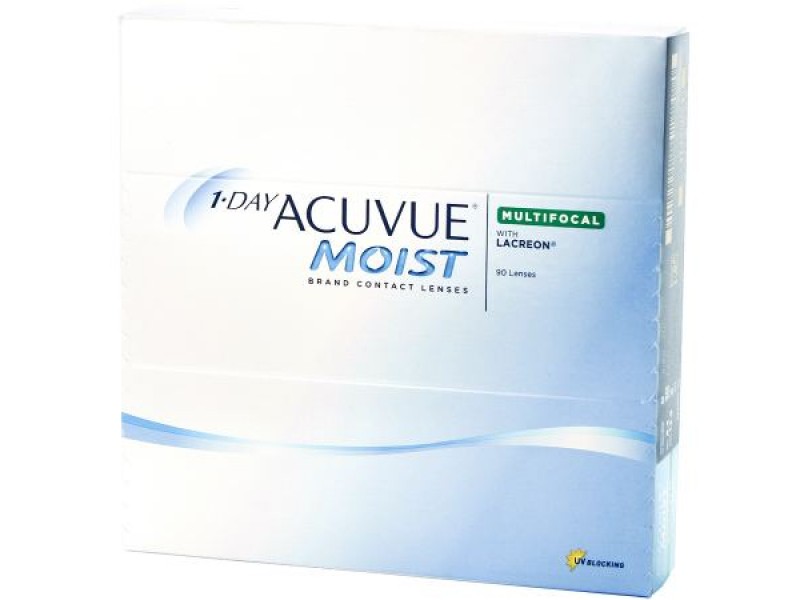 1·DAY ACUVUE®
MOIST
BRAND CONTACT LENSES
MULTIFOCAL
WITH
LACREON®
90 Lenses
UV BLOCKING